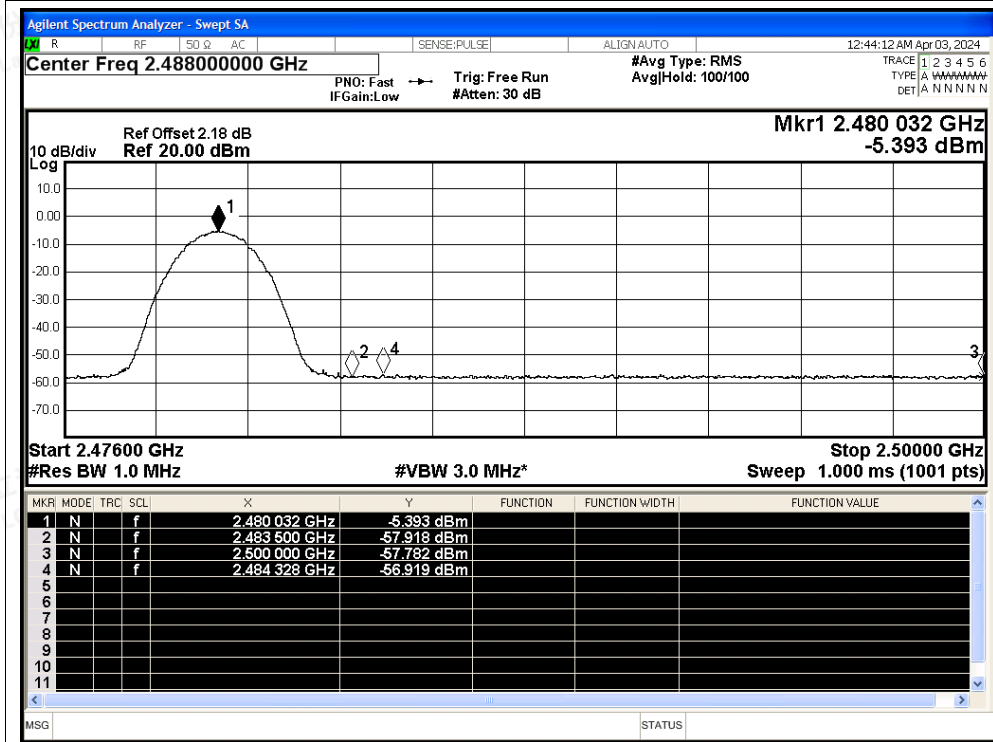 Agilent Spectrum Analyzer - Swept SA
LXI R RF 50 Ω AC SENSE:PULSE ALIGN AUTO 12:44:12 AM Apr 03, 2024
Center Freq 2.488000000 GHz
PNO: Fast
IFGain:Low
Trig: Free Run
#Atten: 30 dB
#Avg Type: RMS
Avg|Hold: 100/100
TRACE 1 2 3 4 5 6
TYPE A WWWWW
DET A N N N N N
Ref Offset 2.18 dB
10 dB/div Ref 20.00 dBm
Log
Mkr1 2.480 032 GHz
-5.393 dBm
10.0
0.00
-10.0
-20.0
-30.0
-40.0
-50.0
-60.0
-70.0
1
2
4
3
Start 2.47600 GHz Stop 2.50000 GHz
#Res BW 1.0 MHz #VBW 3.0 MHz* Sweep 1.000 ms (1001 pts)
MKR MODE TRC SCL X Y FUNCTION FUNCTION WIDTH FUNCTION VALUE
1 N f 2.480 032 GHz -5.393 dBm
2 N f 2.483 500 GHz -57.918 dBm
3 N f 2.500 000 GHz -57.782 dBm
4 N f 2.484 328 GHz -56.919 dBm
5
6
7
8
9
10
11
MSG STATUS